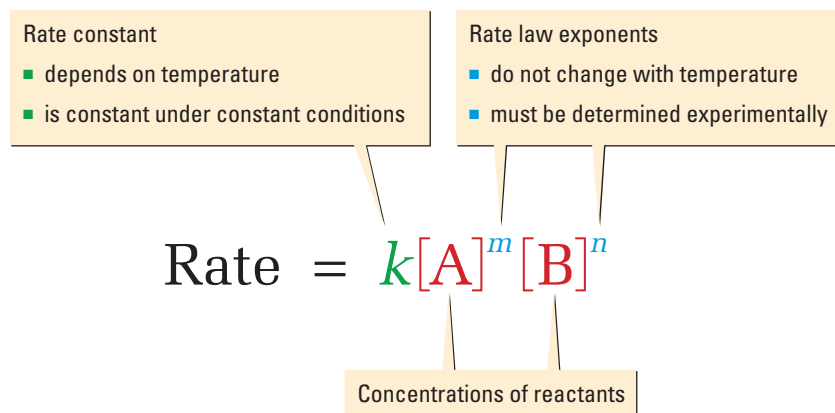 Rate constant
■ depends on temperature
■ is constant under constant conditions
Rate law exponents
■ do not change with temperature
■ must be determined experimentally
Rate = k[A]^m [B]^n
Concentrations of reactants